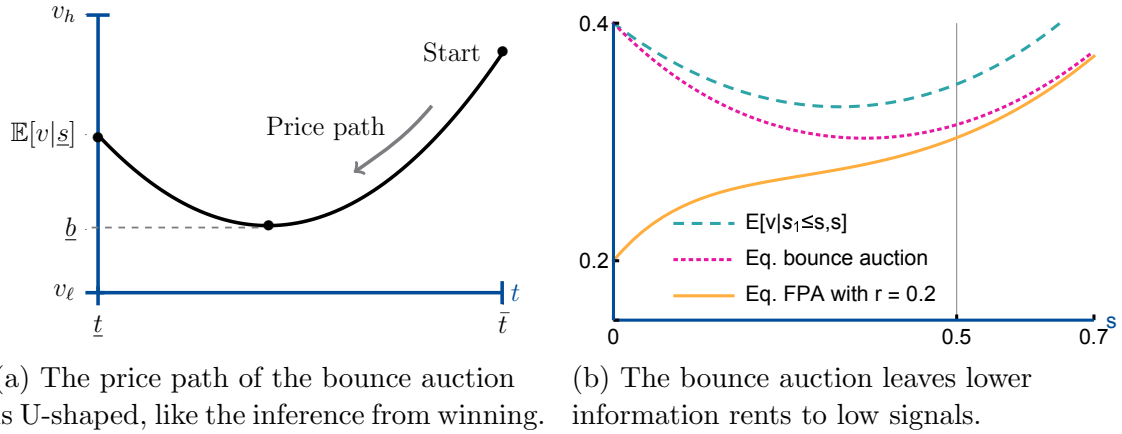 v_h
Start
Price path
𝔼[v|s̲]
b̲
v_ℓ
t
t̲
t̄
0.4
0.2
E[v|s₁≤s,s]
Eq. bounce auction
Eq. FPA with r = 0.2
0
0.5
0.7
s
a) The price path of the bounce auction
s U-shaped, like the inference from winning.
(b) The bounce auction leaves lower
information rents to low signals.